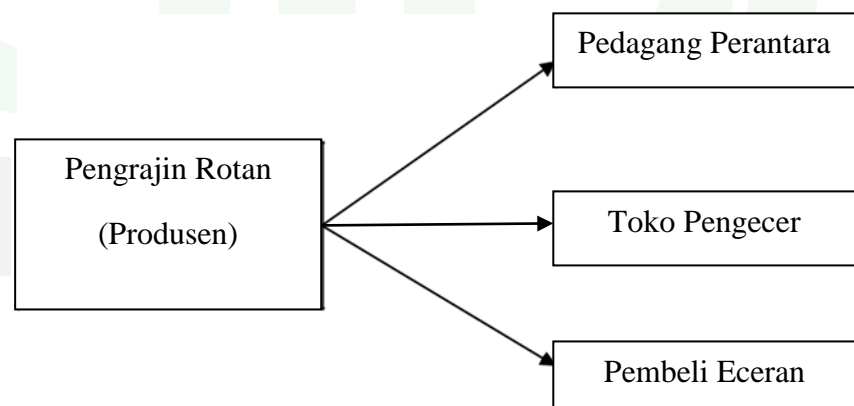 Pedagang Perantara
Pengrajin Rotan
(Produsen)
Toko Pengecer
Pembeli Eceran